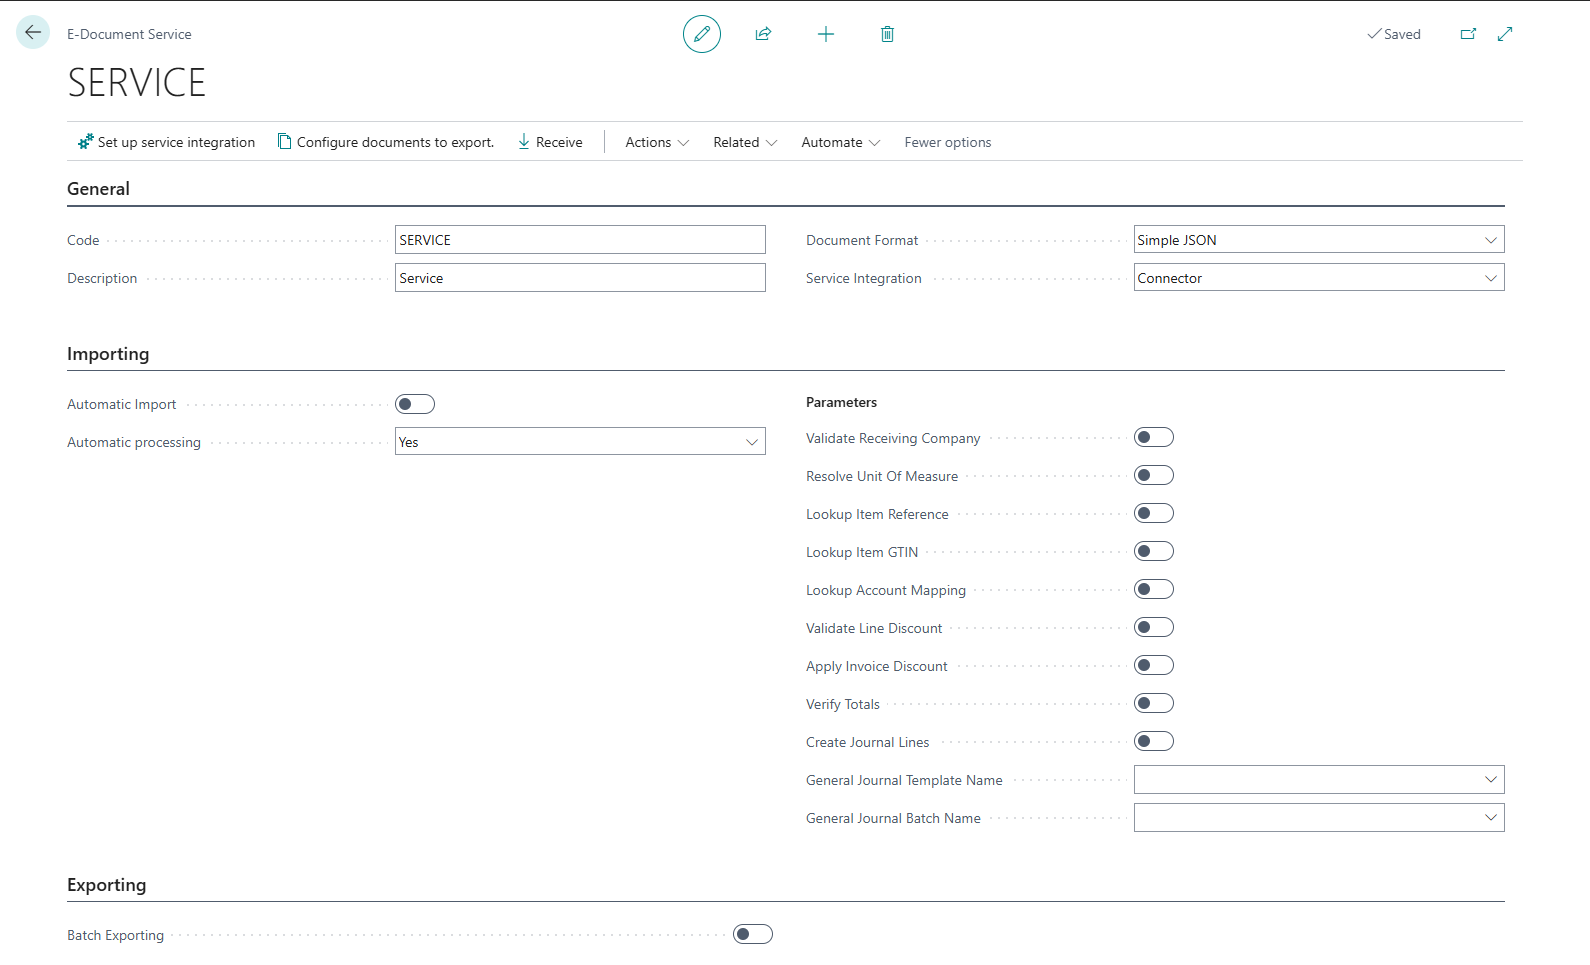 E-Document Service
Saved
SERVICE
Set up service integration
Configure documents to export.
Receive
Actions
Related
Automate
Fewer options
General
Code
SERVICE
Document Format
Simple JSON
Description
Service
Service Integration
Connector
Importing
Automatic Import
Automatic processing
Yes
Parameters
Validate Receiving Company
Resolve Unit Of Measure
Lookup Item Reference
Lookup Item GTIN
Lookup Account Mapping
Validate Line Discount
Apply Invoice Discount
Verify Totals
Create Journal Lines
General Journal Template Name
General Journal Batch Name
Exporting
Batch Exporting